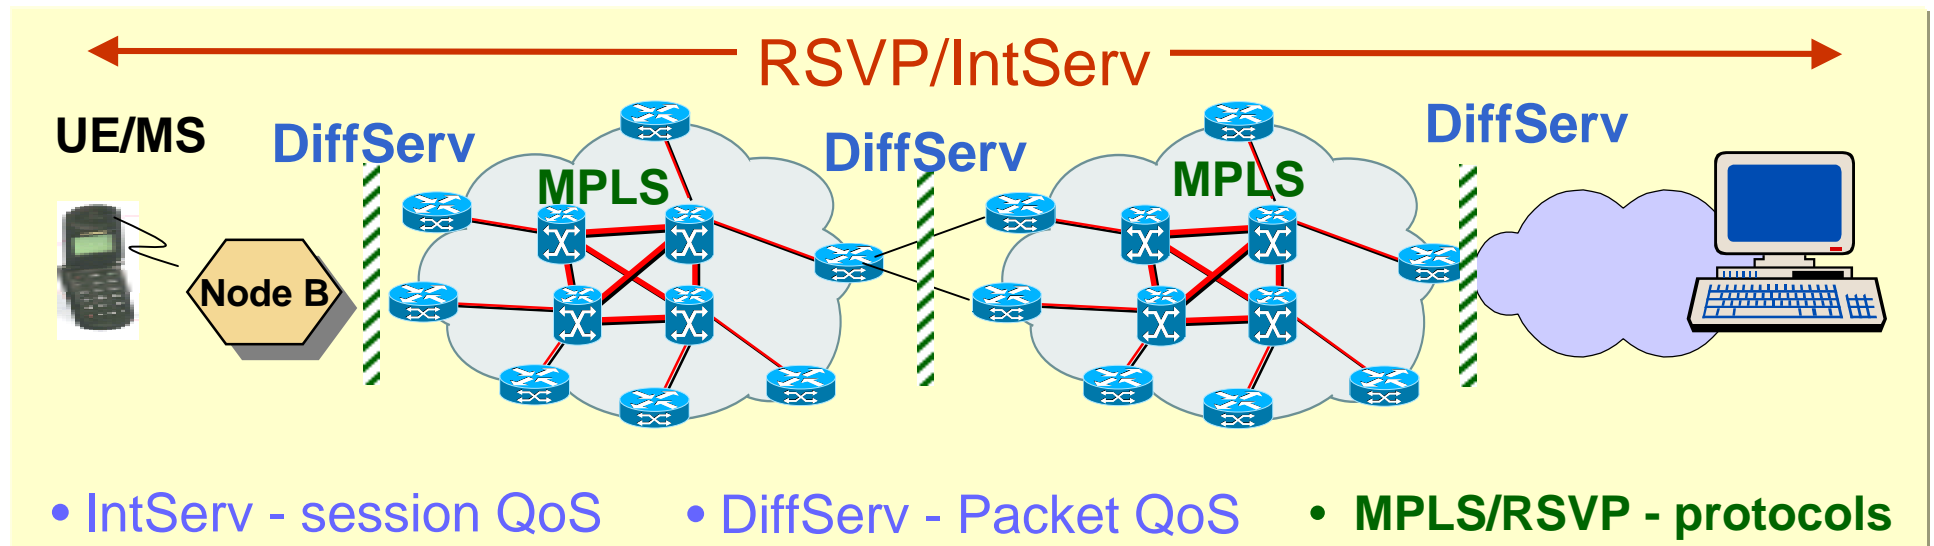 RSVP/IntServ
UE/MS
DiffServ
DiffServ
DiffServ
MPLS
MPLS
Node B
• IntServ - session QoS
• DiffServ - Packet QoS
• MPLS/RSVP - protocols